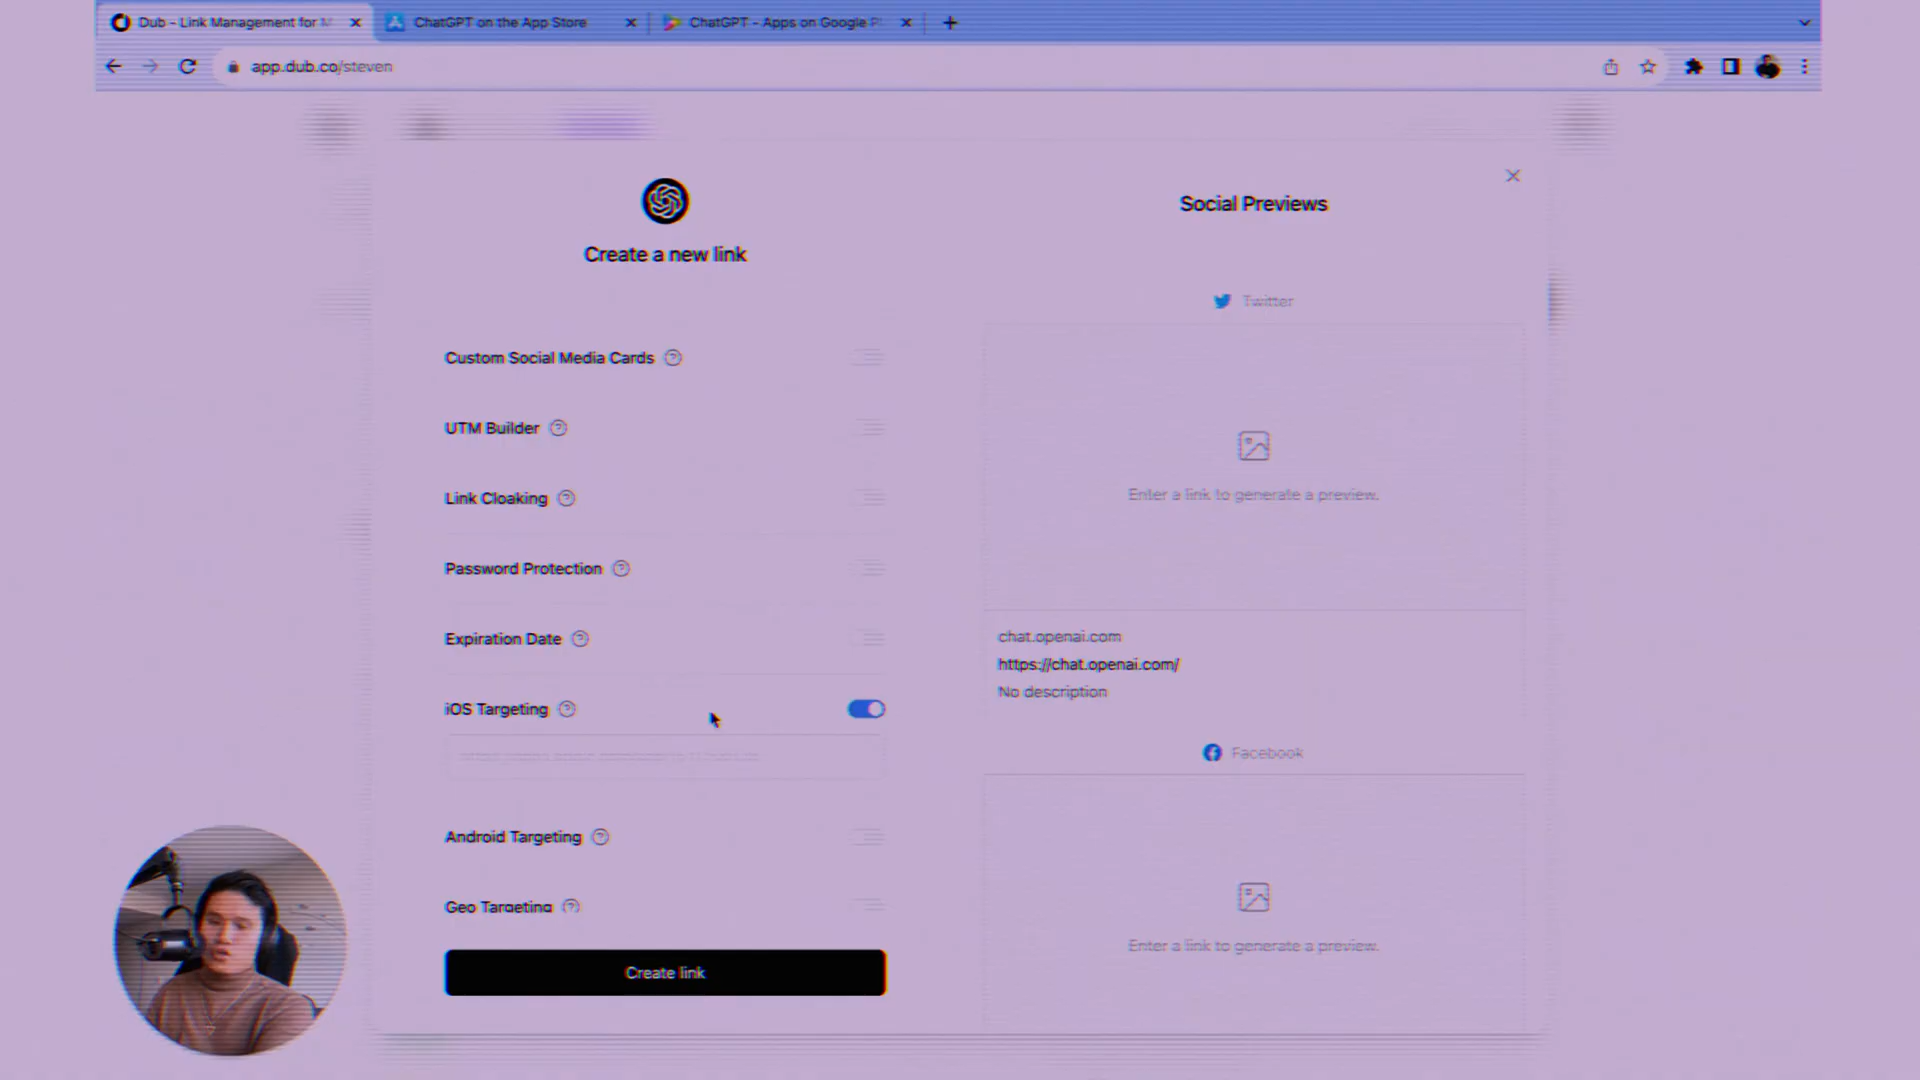 Dub - Link Management for M
ChatGPT on the App Store
ChatGPT - Apps on Google Pl
app.dub.co/steven
Create a new link
Custom Social Media Cards
UTM Builder
Link Cloaking
Password Protection
Expiration Date
iOS Targeting
Android Targeting
Geo Targeting
Create link
Social Previews
Twitter
Enter a link to generate a preview.
chat.openai.com
https://chat.openai.com/
No description
Facebook
Enter a link to generate a preview.